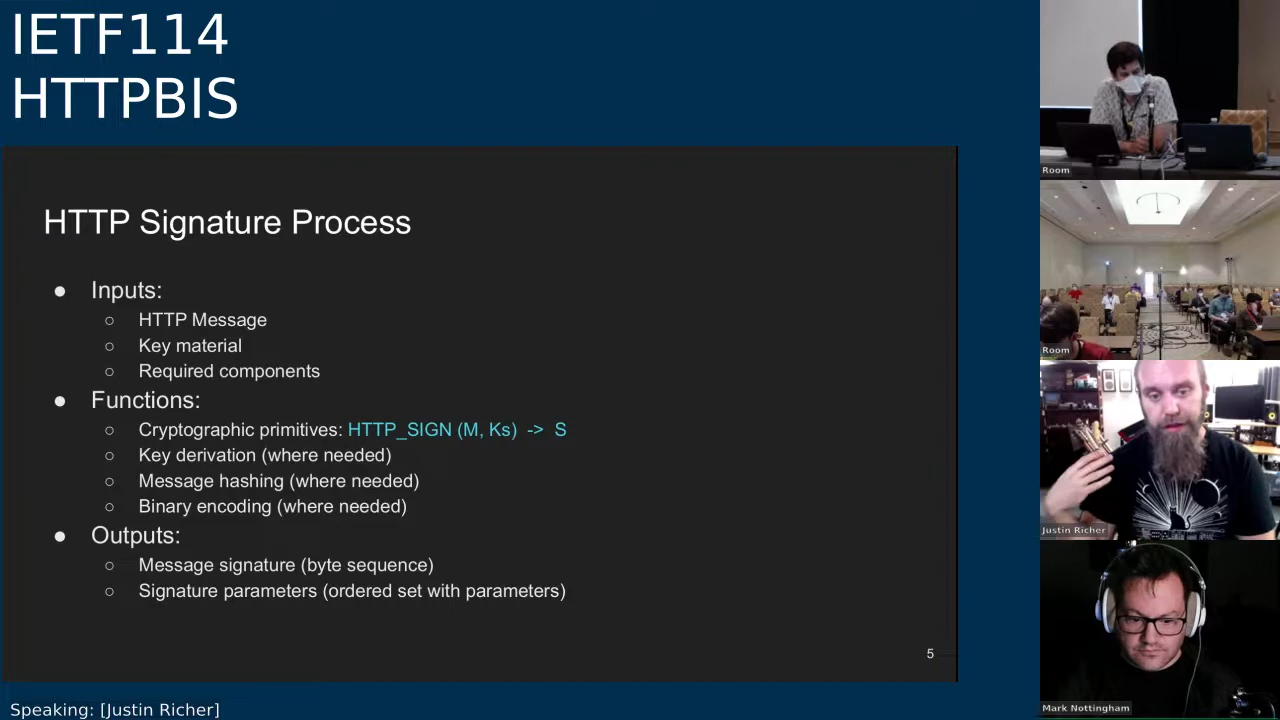 IETF114
HTTPBIS
HTTP Signature Process
● Inputs:
○ HTTP Message
○ Key material
○ Required components
● Functions:
○ Cryptographic primitives: HTTP_SIGN (M, Ks) -> S
○ Key derivation (where needed)
○ Message hashing (where needed)
○ Binary encoding (where needed)
● Outputs:
○ Message signature (byte sequence)
○ Signature parameters (ordered set with parameters)
5
Speaking: [Justin Richer]
Room
Room
Justin Richer
Mark Nottingham